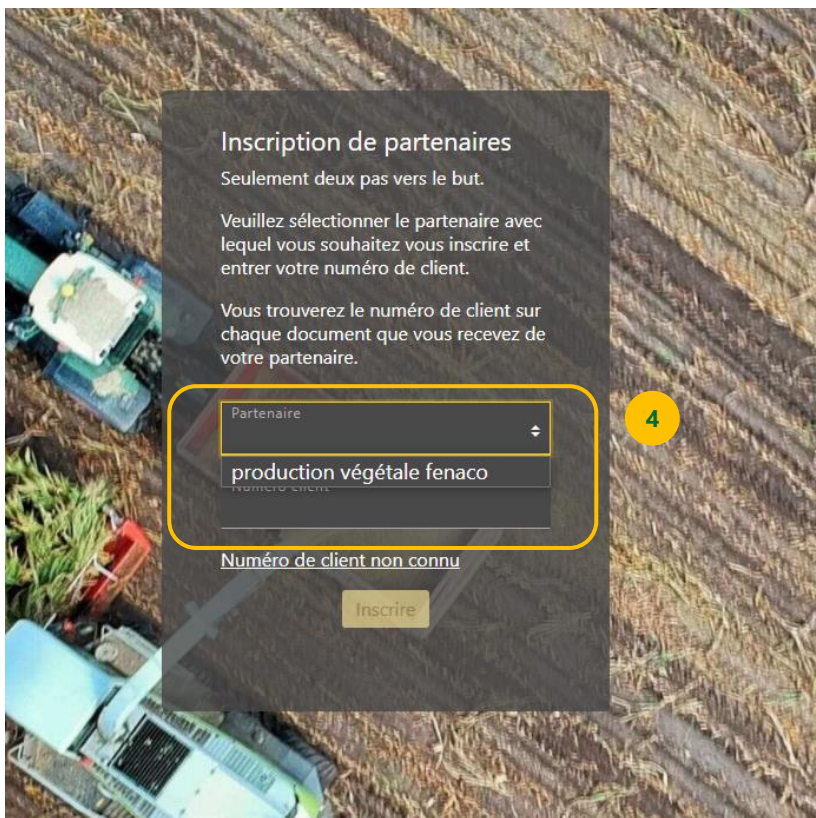 Inscription de partenaires
Seulement deux pas vers le but.
Veuillez sélectionner le partenaire avec
lequel vous souhaitez vous inscrire et
entrer votre numéro de client.
Vous trouverez le numéro de client sur
chaque document que vous recevez de
votre partenaire.
Partenaire
4
production végétale fenaco
Numéro client
Numéro de client non connu
Inscrire